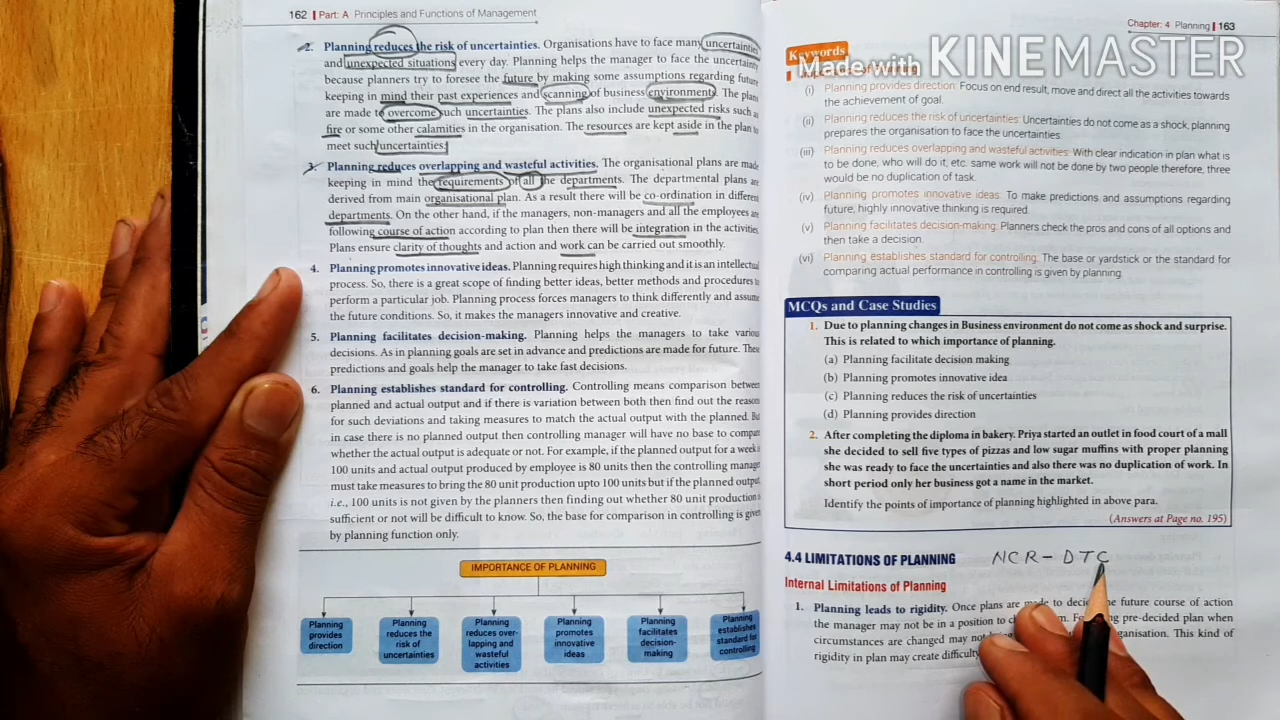 162 | Part: A Principles and Functions of Management
2. Planning reduces the risk of uncertainties. Organisations have to face many uncertainties
and unexpected situations every day. Planning helps the manager to face the uncertainty
because planners try to foresee the future by making some assumptions regarding future
keeping in mind their past experiences and scanning of business environment. The plans
are made to overcome such uncertainties. The plans also include unexpected risks such as
fire or some other calamities in the organisation. The resources are kept aside in the plan to
meet such uncertainties.
3. Planning reduces overlapping and wasteful activities. The organisational plans are made
keeping in mind the requirements of all the departments. The departmental plans are
derived from main organisational plan. As a result there will be co-ordination in different
departments. On the other hand, if the managers, non-managers and all the employees are
following course of action according to plan then there will be integration in the activities.
Plans ensure clarity of thoughts and action and work can be carried out smoothly.
4. Planning promotes innovative ideas. Planning requires high thinking and it is an intellectual
process. So, there is a great scope of finding better ideas, better methods and procedures to
perform a particular job. Planning process forces managers to think differently and assume
the future conditions. So, it makes the managers innovative and creative.
5. Planning facilitates decision-making. Planning helps the managers to take various
decisions. As in planning goals are set in advance and predictions are made for future. These
predictions and goals help the manager to take fast decisions.
6. Planning establishes standard for controlling. Controlling means comparison between
planned and actual output and if there is variation between both then find out the reasons
for such deviations and taking measures to match the actual output with the planned. But
in case there is no planned output then controlling manager will have no base to compare
whether the actual output is adequate or not. For example, if the planned output for a week is
100 units and actual output produced by employee is 80 units then the controlling manager
must take measures to bring the 80 unit production upto 100 units but if the planned output
i.e., 100 units is not given by the planners then finding out whether 80 unit production is
sufficient or not will be difficult to know. So, the base for comparison in controlling is given
by planning function only.
IMPORTANCE OF PLANNING
Planning provides direction
Planning reduces the risk of uncertainties
Planning reduces over-lapping and wasteful activities
Planning promotes innovative ideas
Planning facilitates decision-making
Planning establishes standard for controlling
Chapter: 4 Planning | 163
Made with KINEMASTER
Keywords
(i) Planning provides direction: Focus on end result, move and direct all the activities towards
the achievement of goal.
(ii) Planning reduces the risk of uncertainties: Uncertainties do not come as a shock, planning
prepares the organisation to face the uncertainties.
(iii) Planning reduces overlapping and wasteful activities: With clear indication in plan what is
to be done, who will do it, etc. same work will not be done by two people therefore, three
would be no duplication of task.
(iv) Planning promotes innovative ideas: To make predictions and assumptions regarding
future, highly innovative thinking is required.
(v) Planning facilitates decision-making: Planners check the pros and cons of all options and
then take a decision.
(vi) Planning establishes standard for controlling: The base or yardstick or the standard for
comparing actual performance in controlling is given by planning.
MCQs and Case Studies
1. Due to planning changes in Business environment do not come as shock and surprise.
This is related to which importance of planning.
(a) Planning facilitate decision making
(b) Planning promotes innovative idea
(c) Planning reduces the risk of uncertainties
(d) Planning provides direction
2. After completing the diploma in bakery. Priya started an outlet in food court of a mall
she decided to sell five types of pizzas and low sugar muffins with proper planning
she was ready to face the uncertainties and also there was no duplication of work. In
short period only her business got a name in the market.
Identify the points of importance of planning highlighted in above para.
(Answers at Page no. 195)
4.4 LIMITATIONS OF PLANNING NCR - DTC
Internal Limitations of Planning
1. Planning leads to rigidity. Once plans are made to decide the future course of action
the manager may not be in a position to pre-decided plan when
circumstances are changed may not organisation. This kind of
rigidity in plan may create difficulty